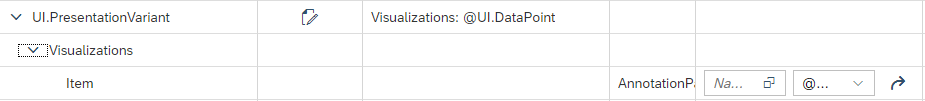 UI.PresentationVariant Visualizations: @UI.DataPoint
Visualizations
Item AnnotationPa Na... @...